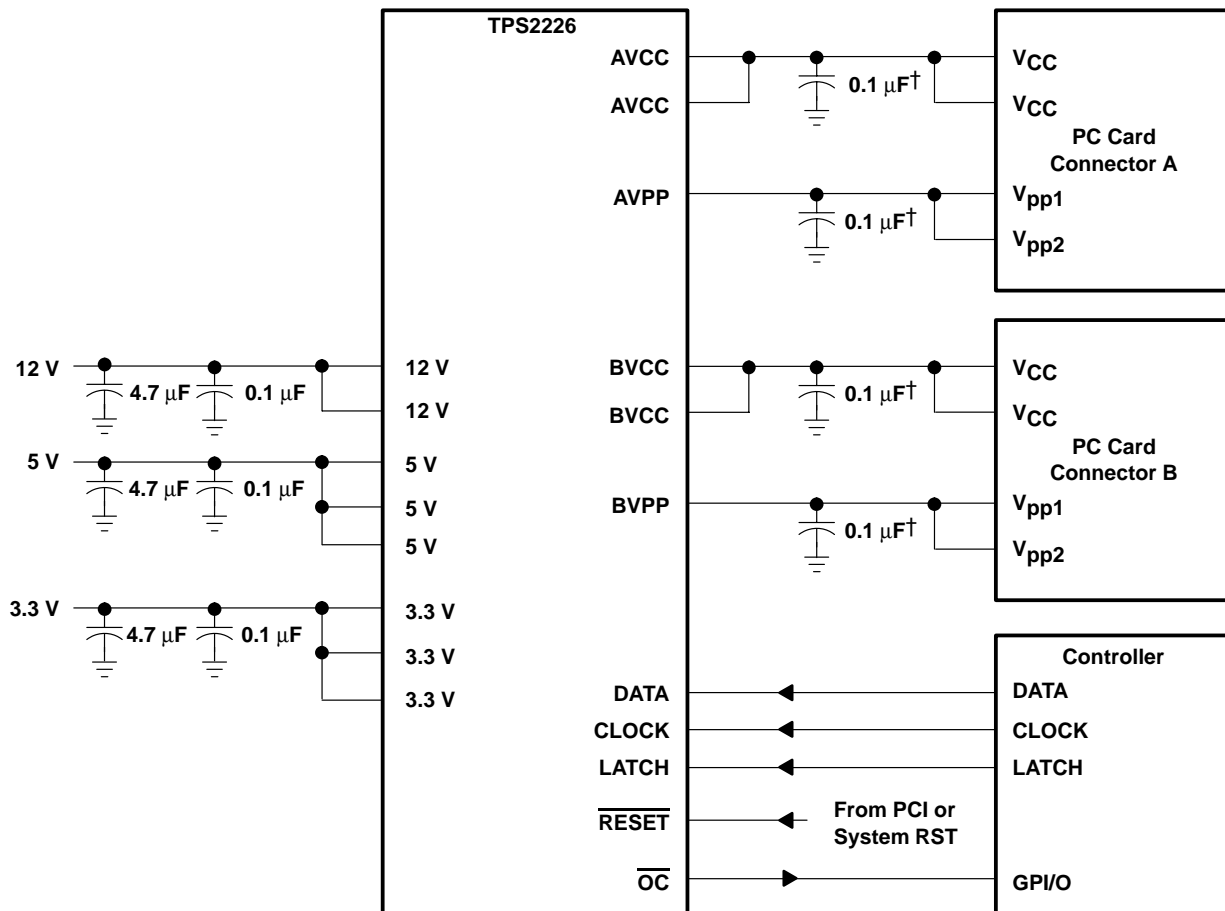 TPS2226
AVCC
AVCC
AVPP
0.1 μF†
0.1 μF†
VCC
VCC
PC Card
Connector A
Vpp1
Vpp2
12 V
4.7 μF
0.1 μF
12 V
12 V
5 V
4.7 μF
0.1 μF
5 V
5 V
5 V
3.3 V
4.7 μF
0.1 μF
3.3 V
3.3 V
3.3 V
BVCC
BVCC
BVPP
0.1 μF†
0.1 μF†
VCC
VCC
PC Card
Connector B
Vpp1
Vpp2
DATA
CLOCK
LATCH
RESET
OC
From PCI or
System RST
Controller
DATA
CLOCK
LATCH
GPI/O